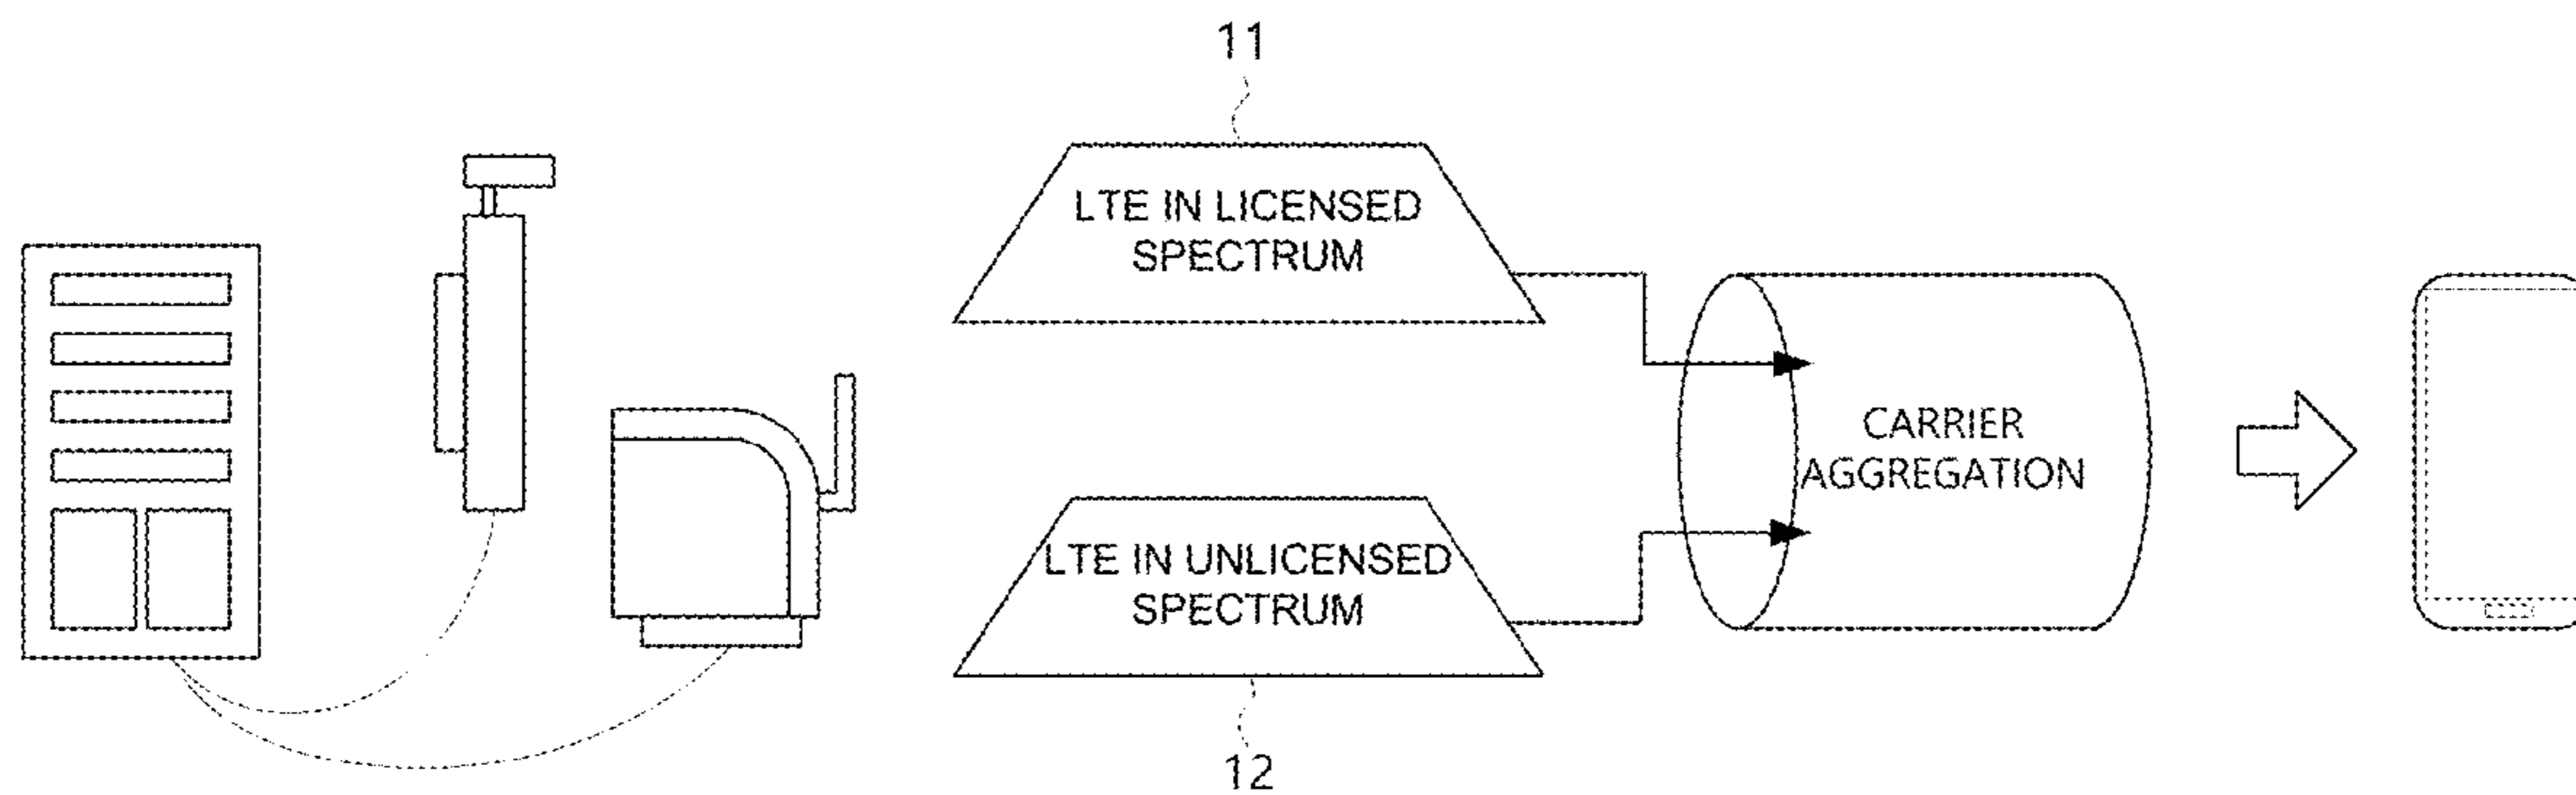 11
LTE IN LICENSED
SPECTRUM
CARRIER
AGGREGATION
LTE IN UNLICENSED
SPECTRUM
12